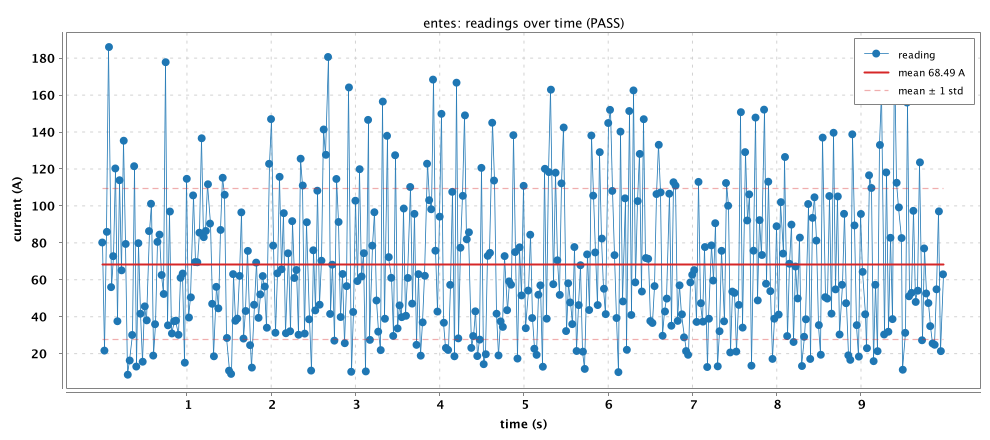 entes: readings over time (PASS)
reading
mean 68.49 A
mean ± 1 std
current (A)
180
160
140
120
100
80
60
40
20
1 2 3 4 5 6 7 8 9
time (s)